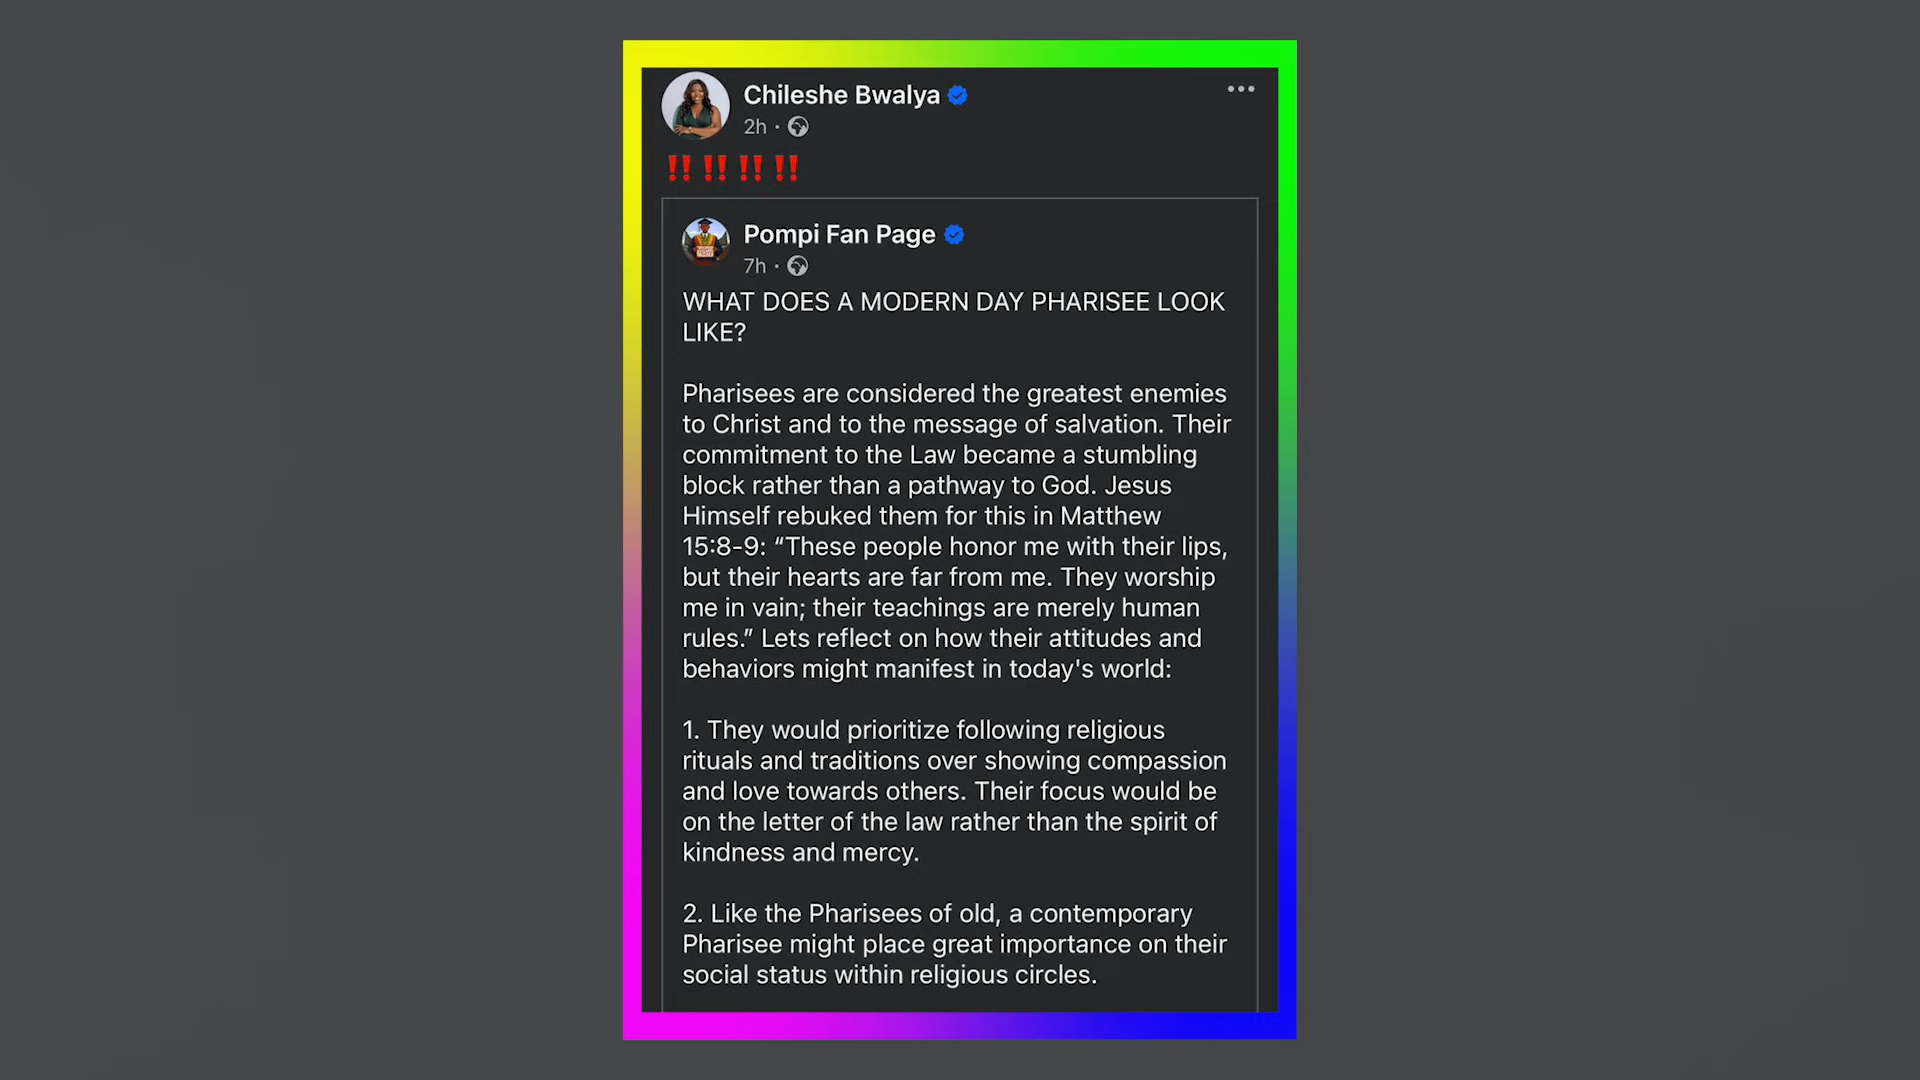 Chileshe Bwalya
2h ·
‼️ ‼️ ‼️ ‼️
Pompi Fan Page
7h ·
WHAT DOES A MODERN DAY PHARISEE LOOK
LIKE?
Pharisees are considered the greatest enemies
to Christ and to the message of salvation. Their
commitment to the Law became a stumbling
block rather than a pathway to God. Jesus
Himself rebuked them for this in Matthew
15:8-9: “These people honor me with their lips,
but their hearts are far from me. They worship
me in vain; their teachings are merely human
rules.” Lets reflect on how their attitudes and
behaviors might manifest in today's world:
1. They would prioritize following religious
rituals and traditions over showing compassion
and love towards others. Their focus would be
on the letter of the law rather than the spirit of
kindness and mercy.
2. Like the Pharisees of old, a contemporary
Pharisee might place great importance on their
social status within religious circles.